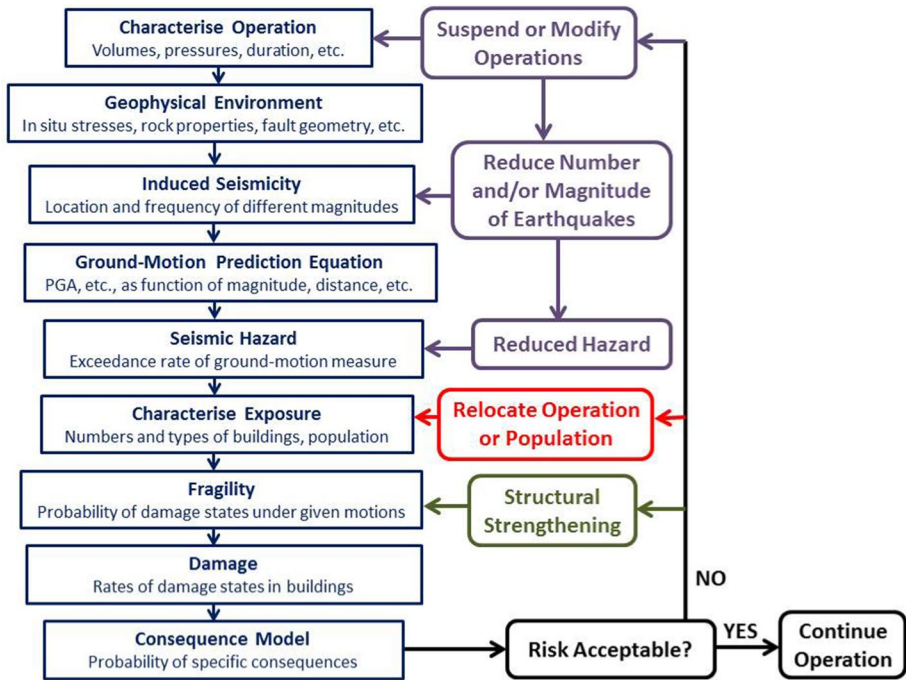 Characterise Operation
Volumes, pressures, duration, etc.
Suspend or Modify
Operations
Geophysical Environment
In situ stresses, rock properties, fault geometry, etc.
Induced Seismicity
Location and frequency of different magnitudes
Reduce Number
and/or Magnitude
of Earthquakes
Ground-Motion Prediction Equation
PGA, etc., as function of magnitude, distance, etc.
Seismic Hazard
Exceedance rate of ground-motion measure
Reduced Hazard
Characterise Exposure
Numbers and types of buildings, population
Relocate Operation
or Population
Fragility
Probability of damage states under given motions
Structural
Strengthening
Damage
Rates of damage states in buildings
NO
Consequence Model
Probability of specific consequences
Risk Acceptable?
YES
Continue
Operation